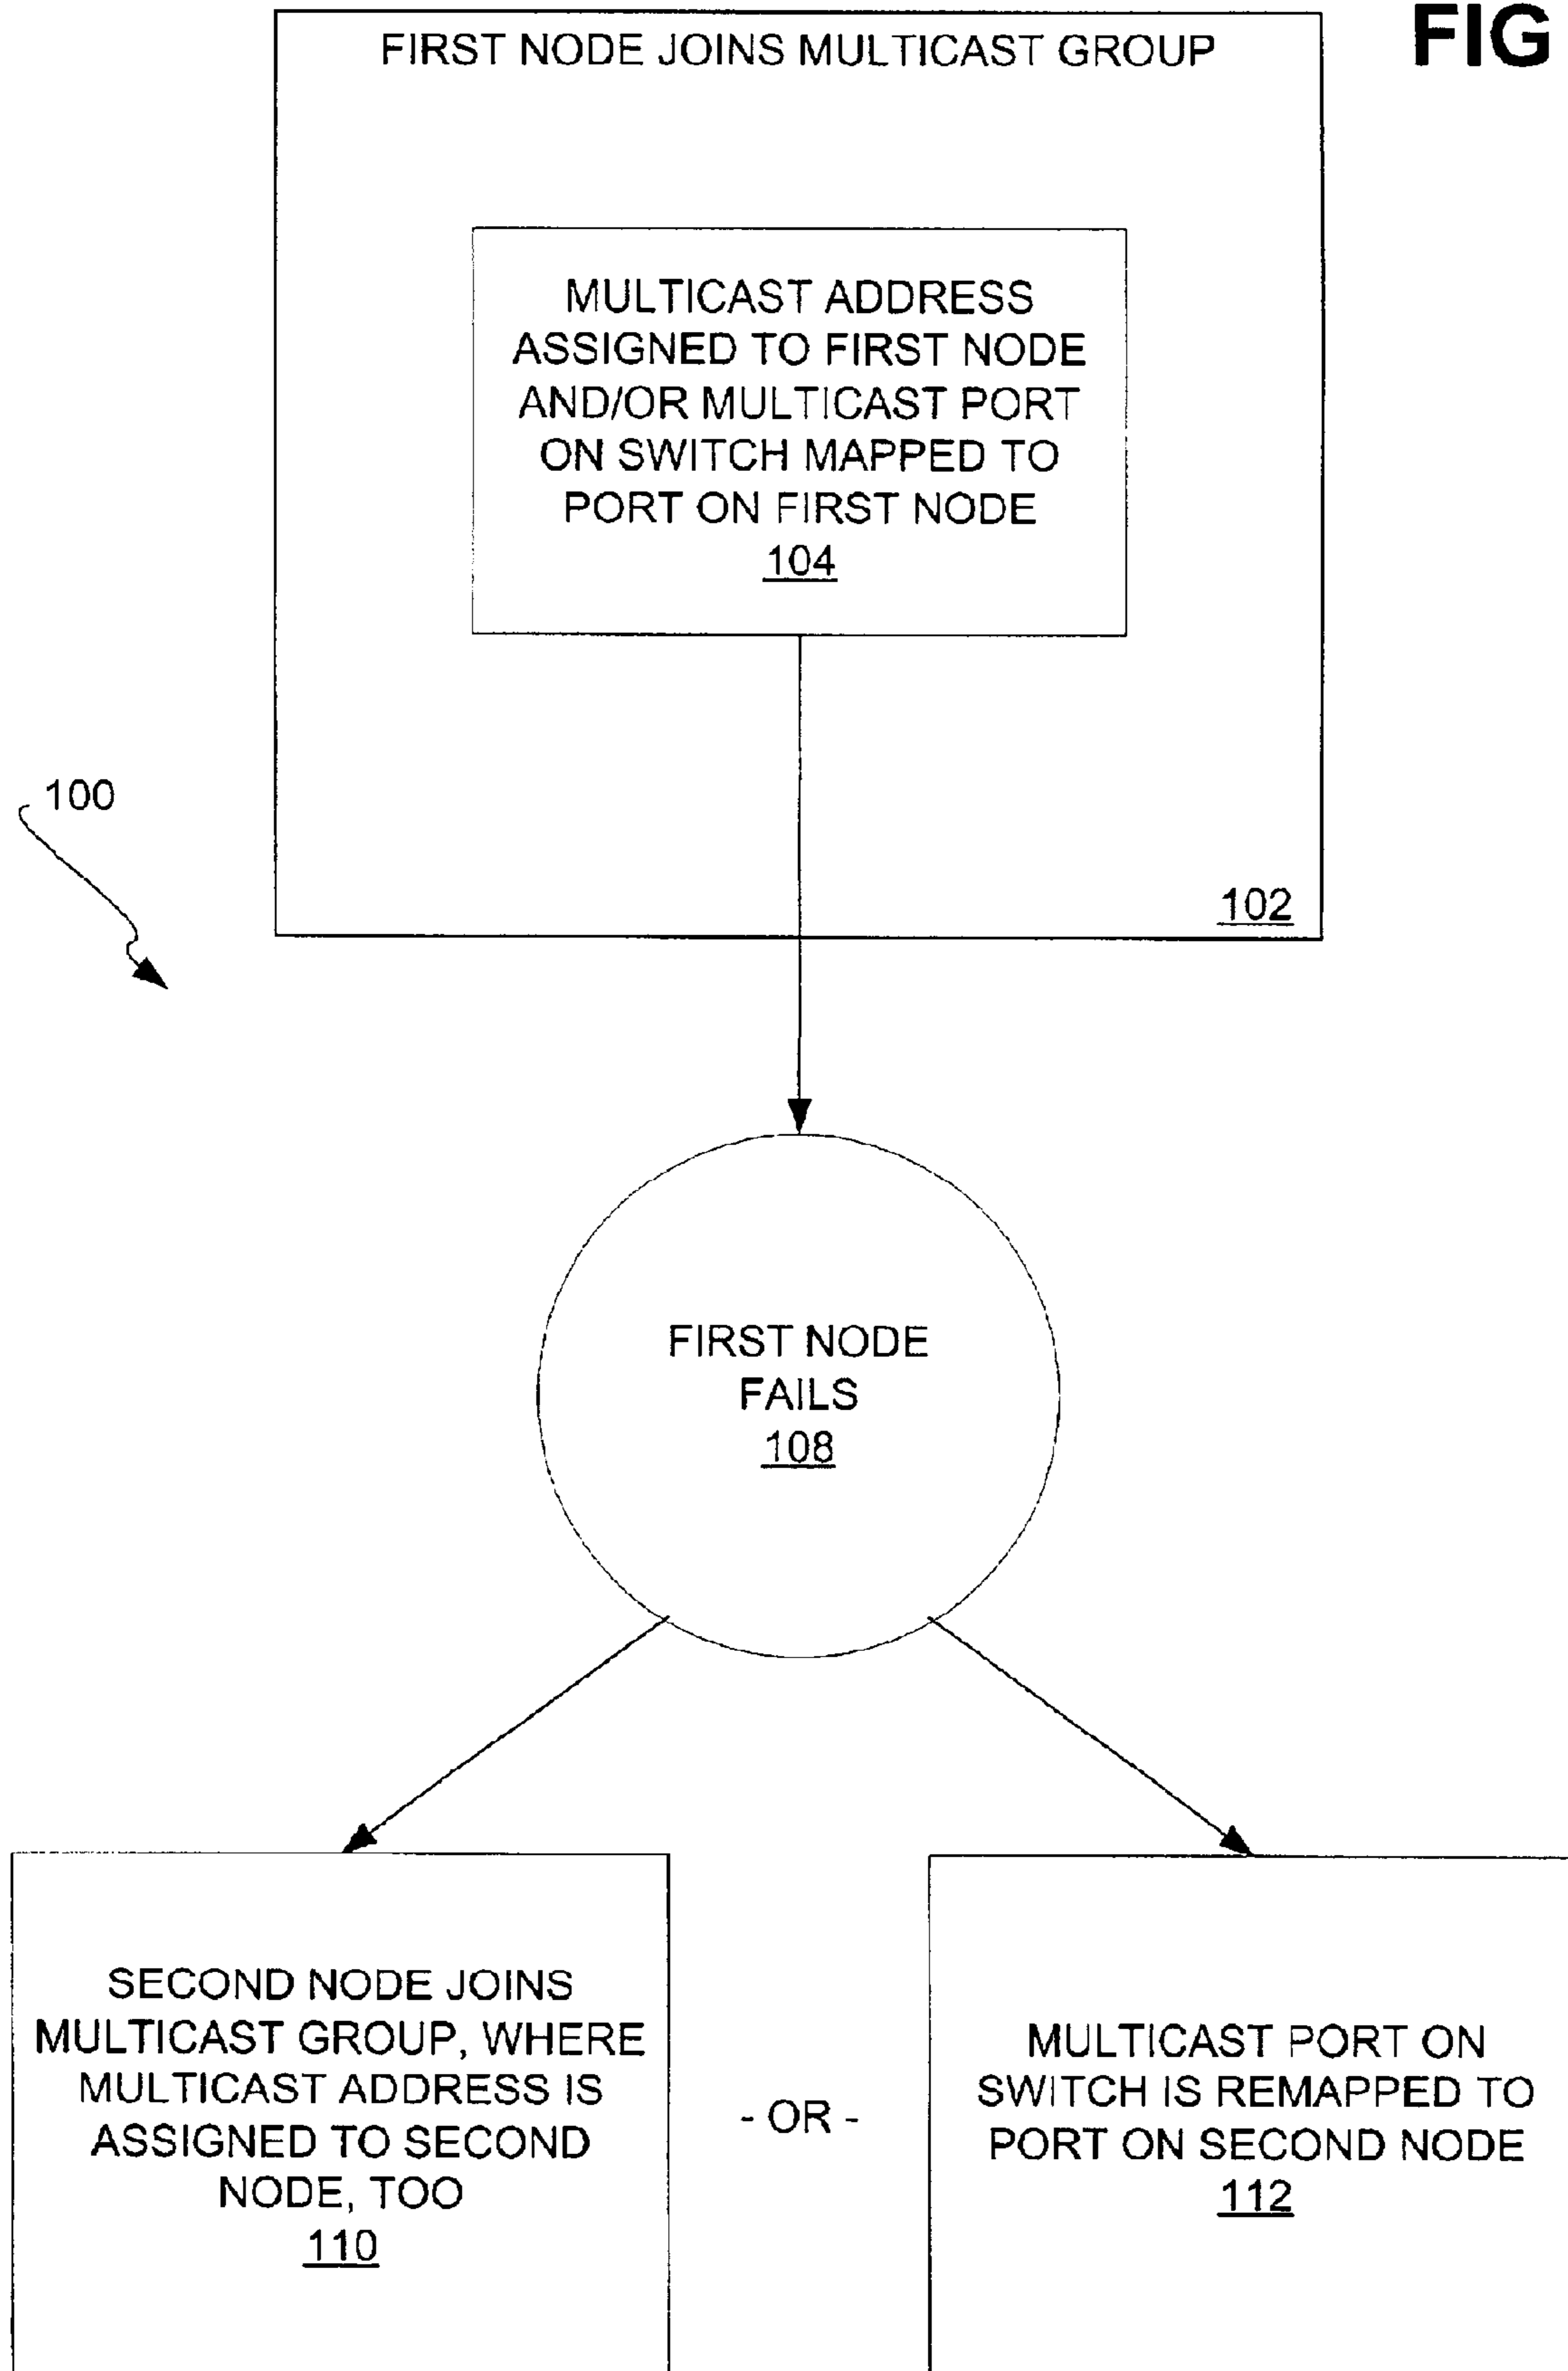 FIG
FIRST NODE JOINS MULTICAST GROUP
MULTICAST ADDRESS
ASSIGNED TO FIRST NODE
AND/OR MULTICAST PORT
ON SWITCH MAPPED TO
PORT ON FIRST NODE
104
100
102
FIRST NODE
FAILS
108
SECOND NODE JOINS
MULTICAST GROUP, WHERE
MULTICAST ADDRESS IS
ASSIGNED TO SECOND
NODE, TOO
110
- OR -
MULTICAST PORT ON
SWITCH IS REMAPPED TO
PORT ON SECOND NODE
112